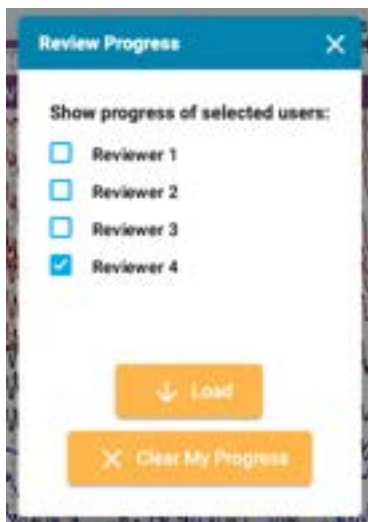 Review Progress
Show progress of selected users:
Reviewer 1
Reviewer 2
Reviewer 3
Reviewer 4
Load
Clear My Progress